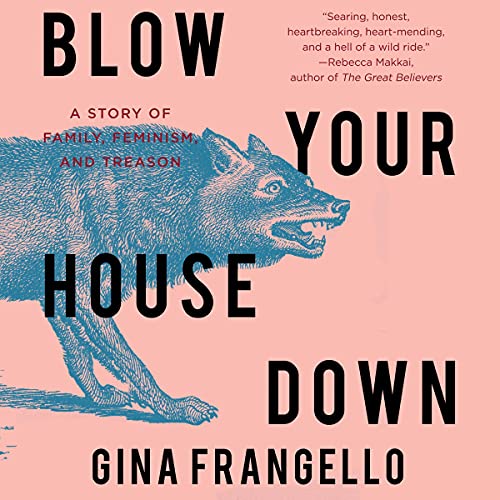 BLOW
“Searing, honest,
heartbreaking, heart-mending,
and a hell of a wild ride.”
—Rebecca Makkai,
author of The Great Believers
A STORY OF
FAMILY, FEMINISM,
AND TREASON
YOUR
HOUSE
DOWN
GINA FRANGELLO